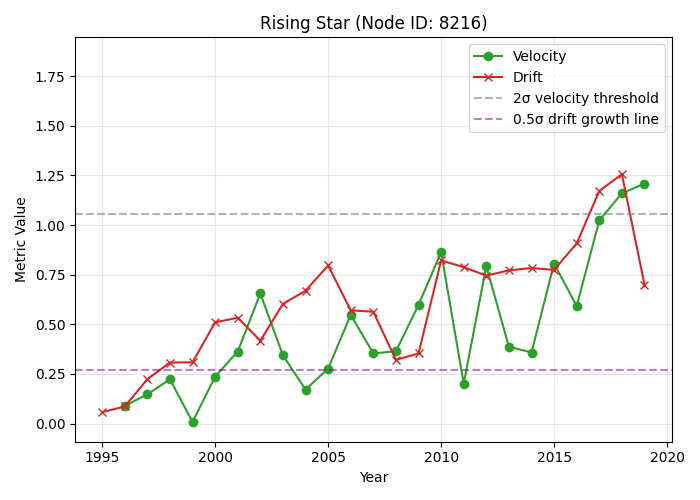 Rising Star (Node ID: 8216)
Metric Value
1.75
1.50
1.25
1.00
0.75
0.50
0.25
0.00
Velocity
Drift
2σ velocity threshold
0.5σ drift growth line
1995
2000
2005
2010
2015
2020
Year